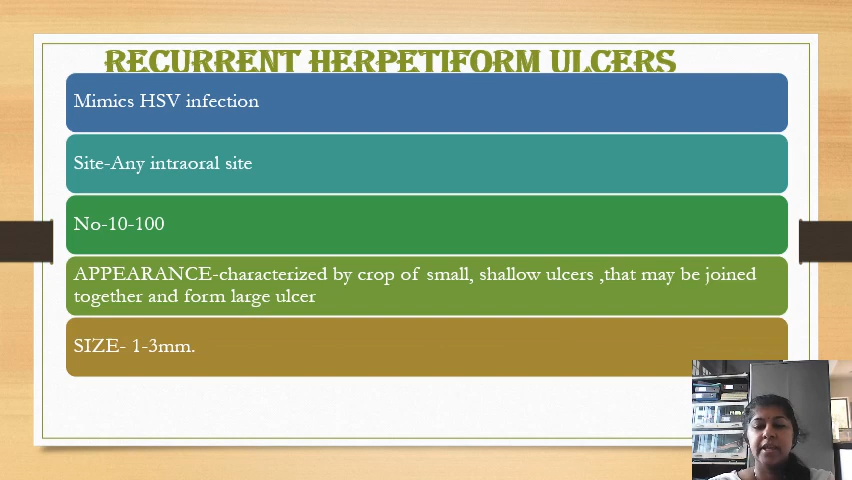 RECURRENT HERPETIFORM ULCERS
Mimics HSV infection
Site-Any intraoral site
No-10-100
APPEARANCE-characterized by crop of small, shallow ulcers ,that may be joined
together and form large ulcer
SIZE- 1-3mm.